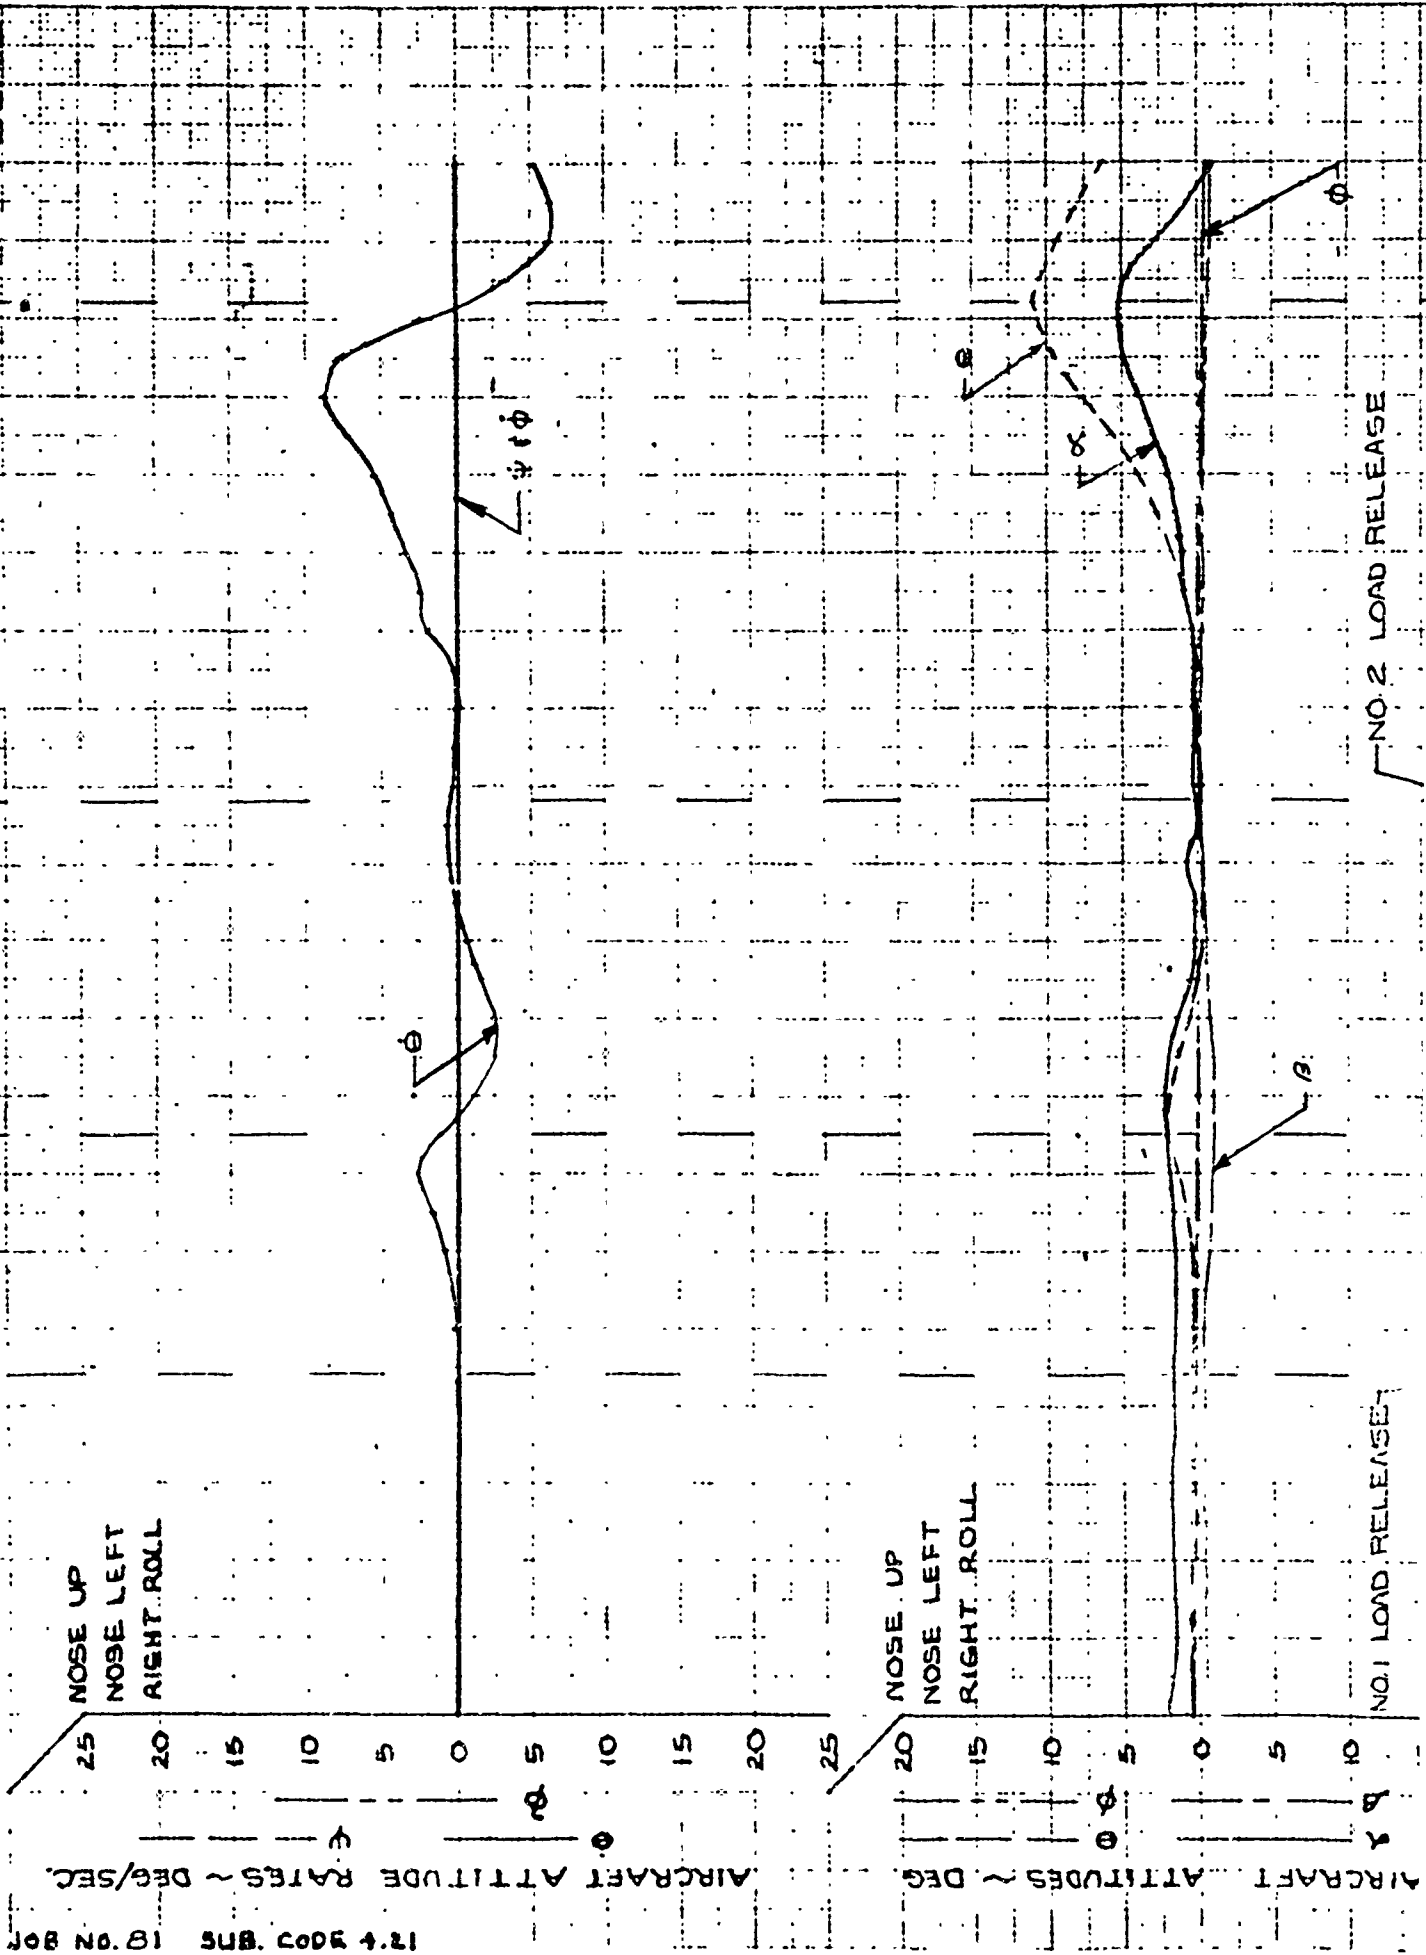 NOSE UP
NOSE LEFT
RIGHT ROLL
25
20
15
10
5
0
5
10
15
20
25
AIRCRAFT ATTITUDE RATES ~ DEG/SEC.
θ̇
ψ̇ & φ̇
NOSE UP
NOSE LEFT
RIGHT ROLL
20
15
10
5
0
5
10
AIRCRAFT ATTITUDES ~ DEG
α
β
θ
φ
θ
α
φ
β
NO.1 LOAD RELEASE
NO.2 LOAD RELEASE
JOB NO. 81 SUB. CODE 4.21